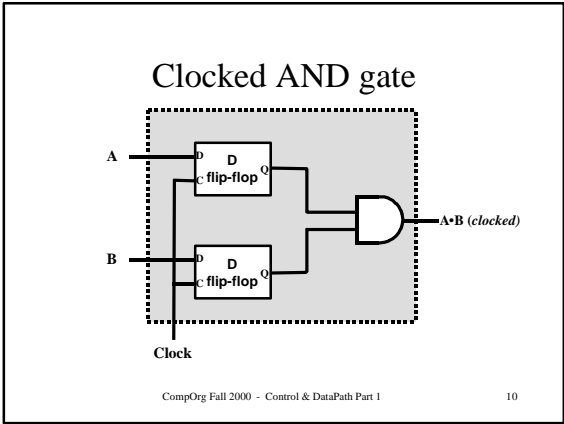 Clocked AND gate
A
D
D
flip-flop
Q
C
A•B (clocked)
B
D
D
flip-flop
Q
C
Clock
CompOrg Fall 2000 - Control & DataPath Part 1
10